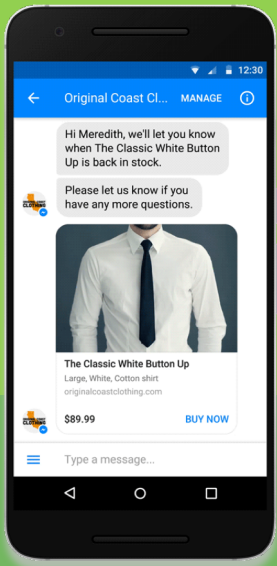 12:30
Original Coast Cl... MANAGE
Hi Meredith, we'll let you know
when The Classic White Button
Up is back in stock.
Please let us know if you
have any more questions.
CLOTHING
The Classic White Button Up
Large, White, Cotton shirt
originalcoastclothing.com
$89.99 BUY NOW
CLOTHING
Type a message...